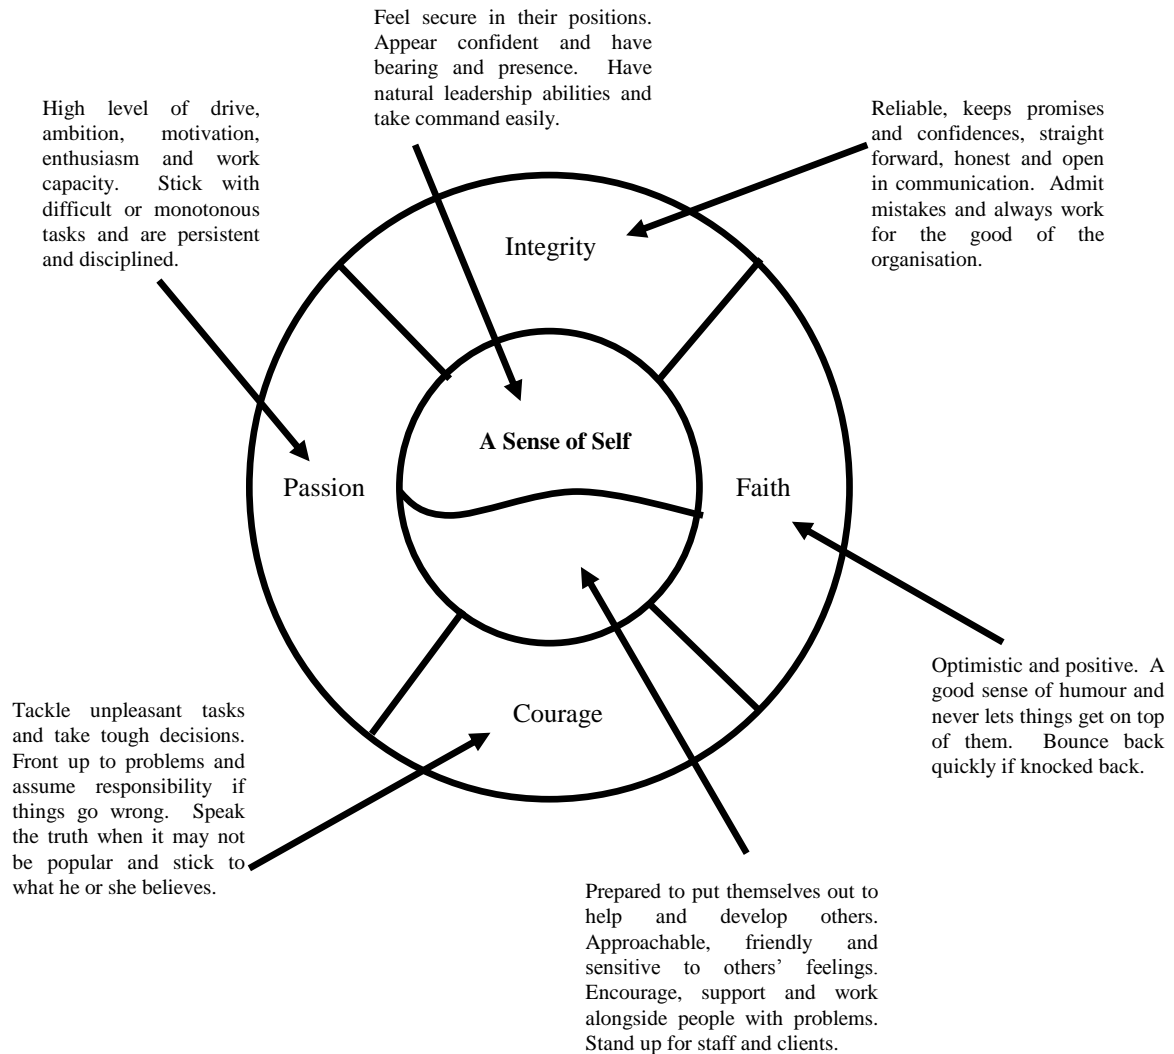 Feel secure in their positions.
Appear confident and have
bearing and presence. Have
natural leadership abilities and
take command easily.
High level of drive,
ambition, motivation,
enthusiasm and work
capacity. Stick with
difficult or monotonous
tasks and are persistent
and disciplined.
Reliable, keeps promises
and confidences, straight
forward, honest and open
in communication. Admit
mistakes and always work
for the good of the
organisation.
Integrity
A Sense of Self
Passion
Faith
Courage
Optimistic and positive. A
good sense of humour and
never lets things get on top
of them. Bounce back
quickly if knocked back.
Tackle unpleasant tasks
and take tough decisions.
Front up to problems and
assume responsibility if
things go wrong. Speak
the truth when it may not
be popular and stick to
what he or she believes.
Prepared to put themselves out to
help and develop others.
Approachable, friendly and
sensitive to others’ feelings.
Encourage, support and work
alongside people with problems.
Stand up for staff and clients.